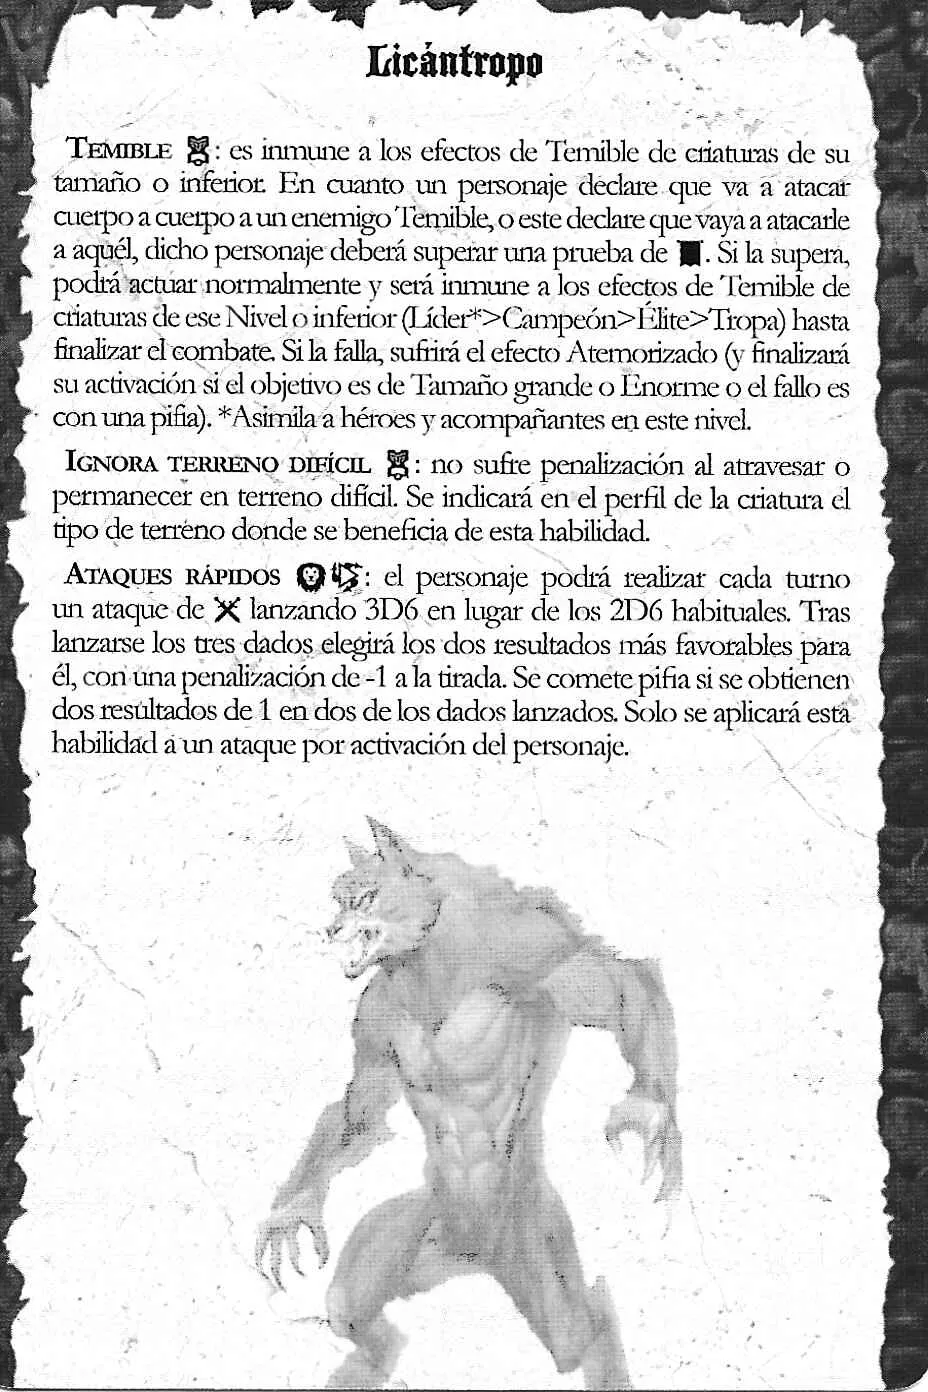 Licántropo
TEMIBLE : es inmune a los efectos de Temible de criaturas de su
tamaño o inferior. En cuanto un personaje declare que va a atacar
cuerpo a cuerpo a un enemigo Temible, o este declare que vaya a atacarle
a aquél, dicho personaje deberá superar una prueba de . Si la supera,
podrá actuar normalmente y será inmune a los efectos de Temible de
criaturas de ese Nivel o inferior (Líder*>Campeón>Élite>Tropa) hasta
finalizar el combate. Si la falla, sufrirá el efecto Atemorizado (y finalizará
su activación si el objetivo es de Tamaño grande o Enorme o el fallo es
con una pifia). *Asimila a héroes y acompañantes en este nivel.
IGNORA TERRENO DIFÍCIL : no sufre penalización al atravesar o
permanecer en terreno difícil. Se indicará en el perfil de la criatura el
tipo de terreno donde se beneficia de esta habilidad.
ATAQUES RÁPIDOS : el personaje podrá realizar cada turno
un ataque de lanzando 3D6 en lugar de los 2D6 habituales. Tras
lanzarse los tres dados elegirá los dos resultados más favorables para
él, con una penalización de -1 a la tirada. Se comete pifia si se obtienen
dos resultados de 1 en dos de los dados lanzados. Solo se aplicará esta
habilidad a un ataque por activación del personaje.